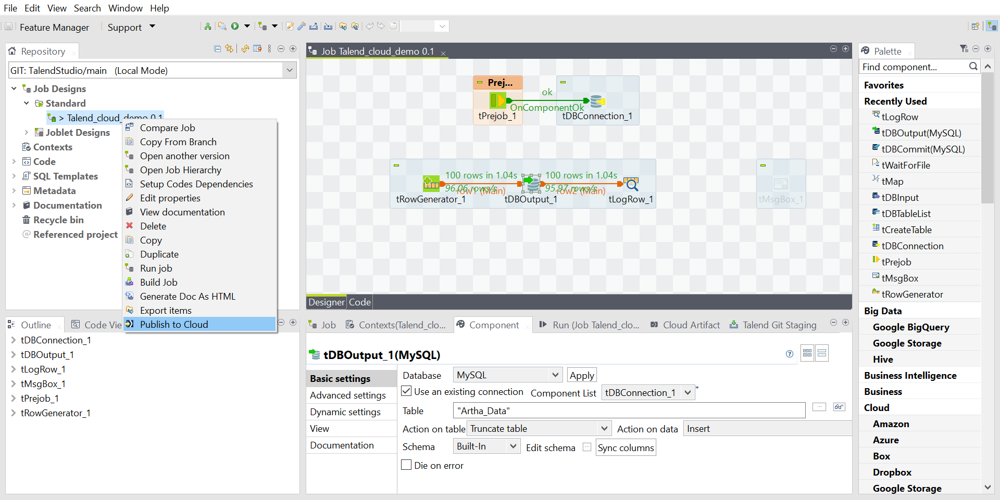 File Edit View Search Window Help
Feature Manager Support
Repository
GIT: TalendStudio/main (Local Mode)
Job Designs
Standard
> Talend_cloud_demo 0.1
Joblet Designs
Contexts
Code
SQL Templates
Metadata
Documentation
Recycle bin
Referenced project
Compare Job
Copy From Branch
Open another version
Open Job Hierarchy
Setup Codes Dependencies
Edit properties
View documentation
Delete
Copy
Duplicate
Run job
Build Job
Generate Doc As HTML
Export items
Publish to Cloud
Outline Code Vie
tDBConnection_1
tDBOutput_1
tLogRow_1
tMsgBox_1
tPrejob_1
tRowGenerator_1
Job Talend_cloud_demo 0.1
Prej...
ok
OnComponentOk
tPrejob_1 tDBConnection_1
100 rows in 1.04s 100 rows in 1.04s
96.06 rows/s 95.97 rows/s
row1 (Main) row2 (Main)
tRowGenerator_1 tDBOutput_1 tLogRow_1 tMsgBox_1
Designer Code
Job Contexts(Talend_clo... Component Run (Job Talend_clo... Cloud Artifact Talend Git Staging
tDBOutput_1(MySQL)
Basic settings
Advanced settings
Dynamic settings
View
Documentation
Database MySQL Apply
Use an existing connection Component List tDBConnection_1 *
Table "Artha_Data" ...
Action on table Truncate table Action on data Insert
Schema Built-In Edit schema ... Sync columns
Die on error
Palette
Find component...
Favorites
Recently Used
tLogRow
tDBOutput(MySQL)
tDBCommit(MySQL)
tWaitForFile
tMap
tDBInput
tDBTableList
tCreateTable
tDBConnection
tPrejob
tMsgBox
tRowGenerator
Big Data
Google BigQuery
Google Storage
Hive
Business Intelligence
Business
Cloud
Amazon
Azure
Box
Dropbox
Google Storage